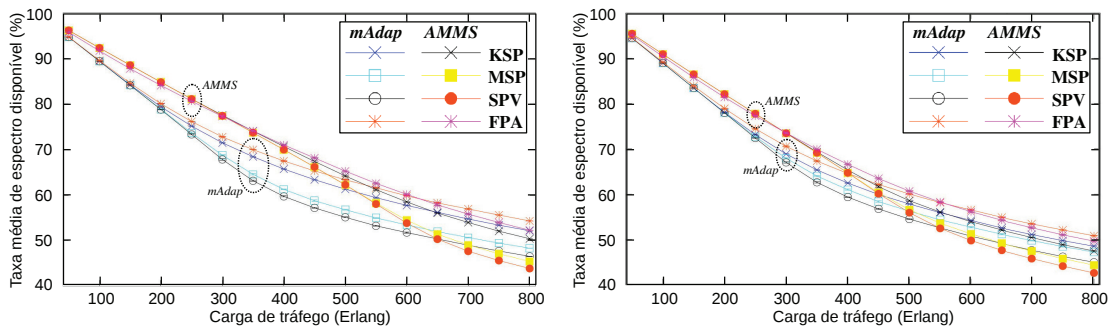 Taxa média de espectro disponível (%)
100
90
80
70
60
50
40
mAdap AMMS
KSP
MSP
SPV
FPA
AMMS
mAdap
100 200 300 400 500 600 700 800
Carga de tráfego (Erlang)
Taxa média de espectro disponível (%)
100
90
80
70
60
50
40
mAdap AMMS
KSP
MSP
SPV
FPA
AMMS
mAdap
100 200 300 400 500 600 700 800
Carga de tráfego (Erlang)